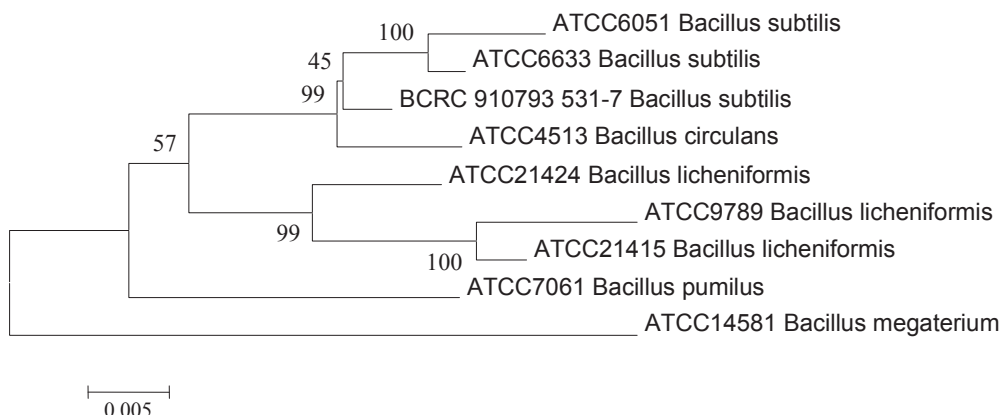 ATCC6051 Bacillus subtilis
100
ATCC6633 Bacillus subtilis
45
99
BCRC 910793 531-7 Bacillus subtilis
ATCC4513 Bacillus circulans
57
ATCC21424 Bacillus licheniformis
ATCC9789 Bacillus licheniformis
99
ATCC21415 Bacillus licheniformis
100
ATCC7061 Bacillus pumilus
ATCC14581 Bacillus megaterium
0.005